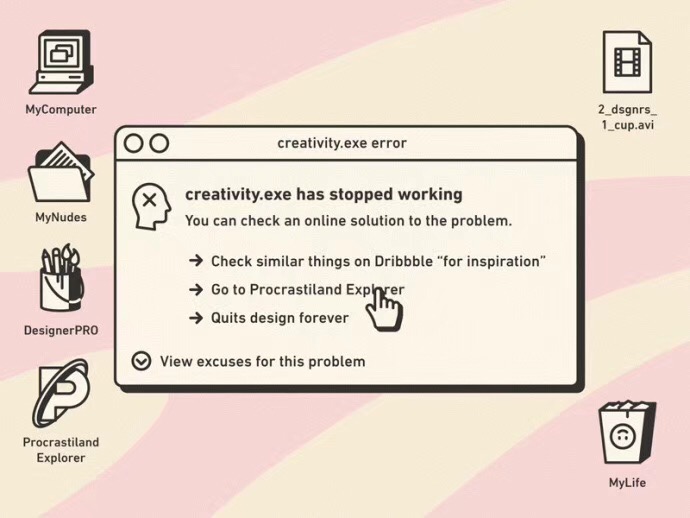 MyComputer
MyNudes
DesignerPRO
Procrastiland
Explorer
creativity.exe error
creativity.exe has stopped working
You can check an online solution to the problem.
→ Check similar things on Dribbble “for inspiration”
→ Go to Procrastiland Explorer
→ Quits design forever
View excuses for this problem
2_dsgnrs_
1_cup.avi
MyLife